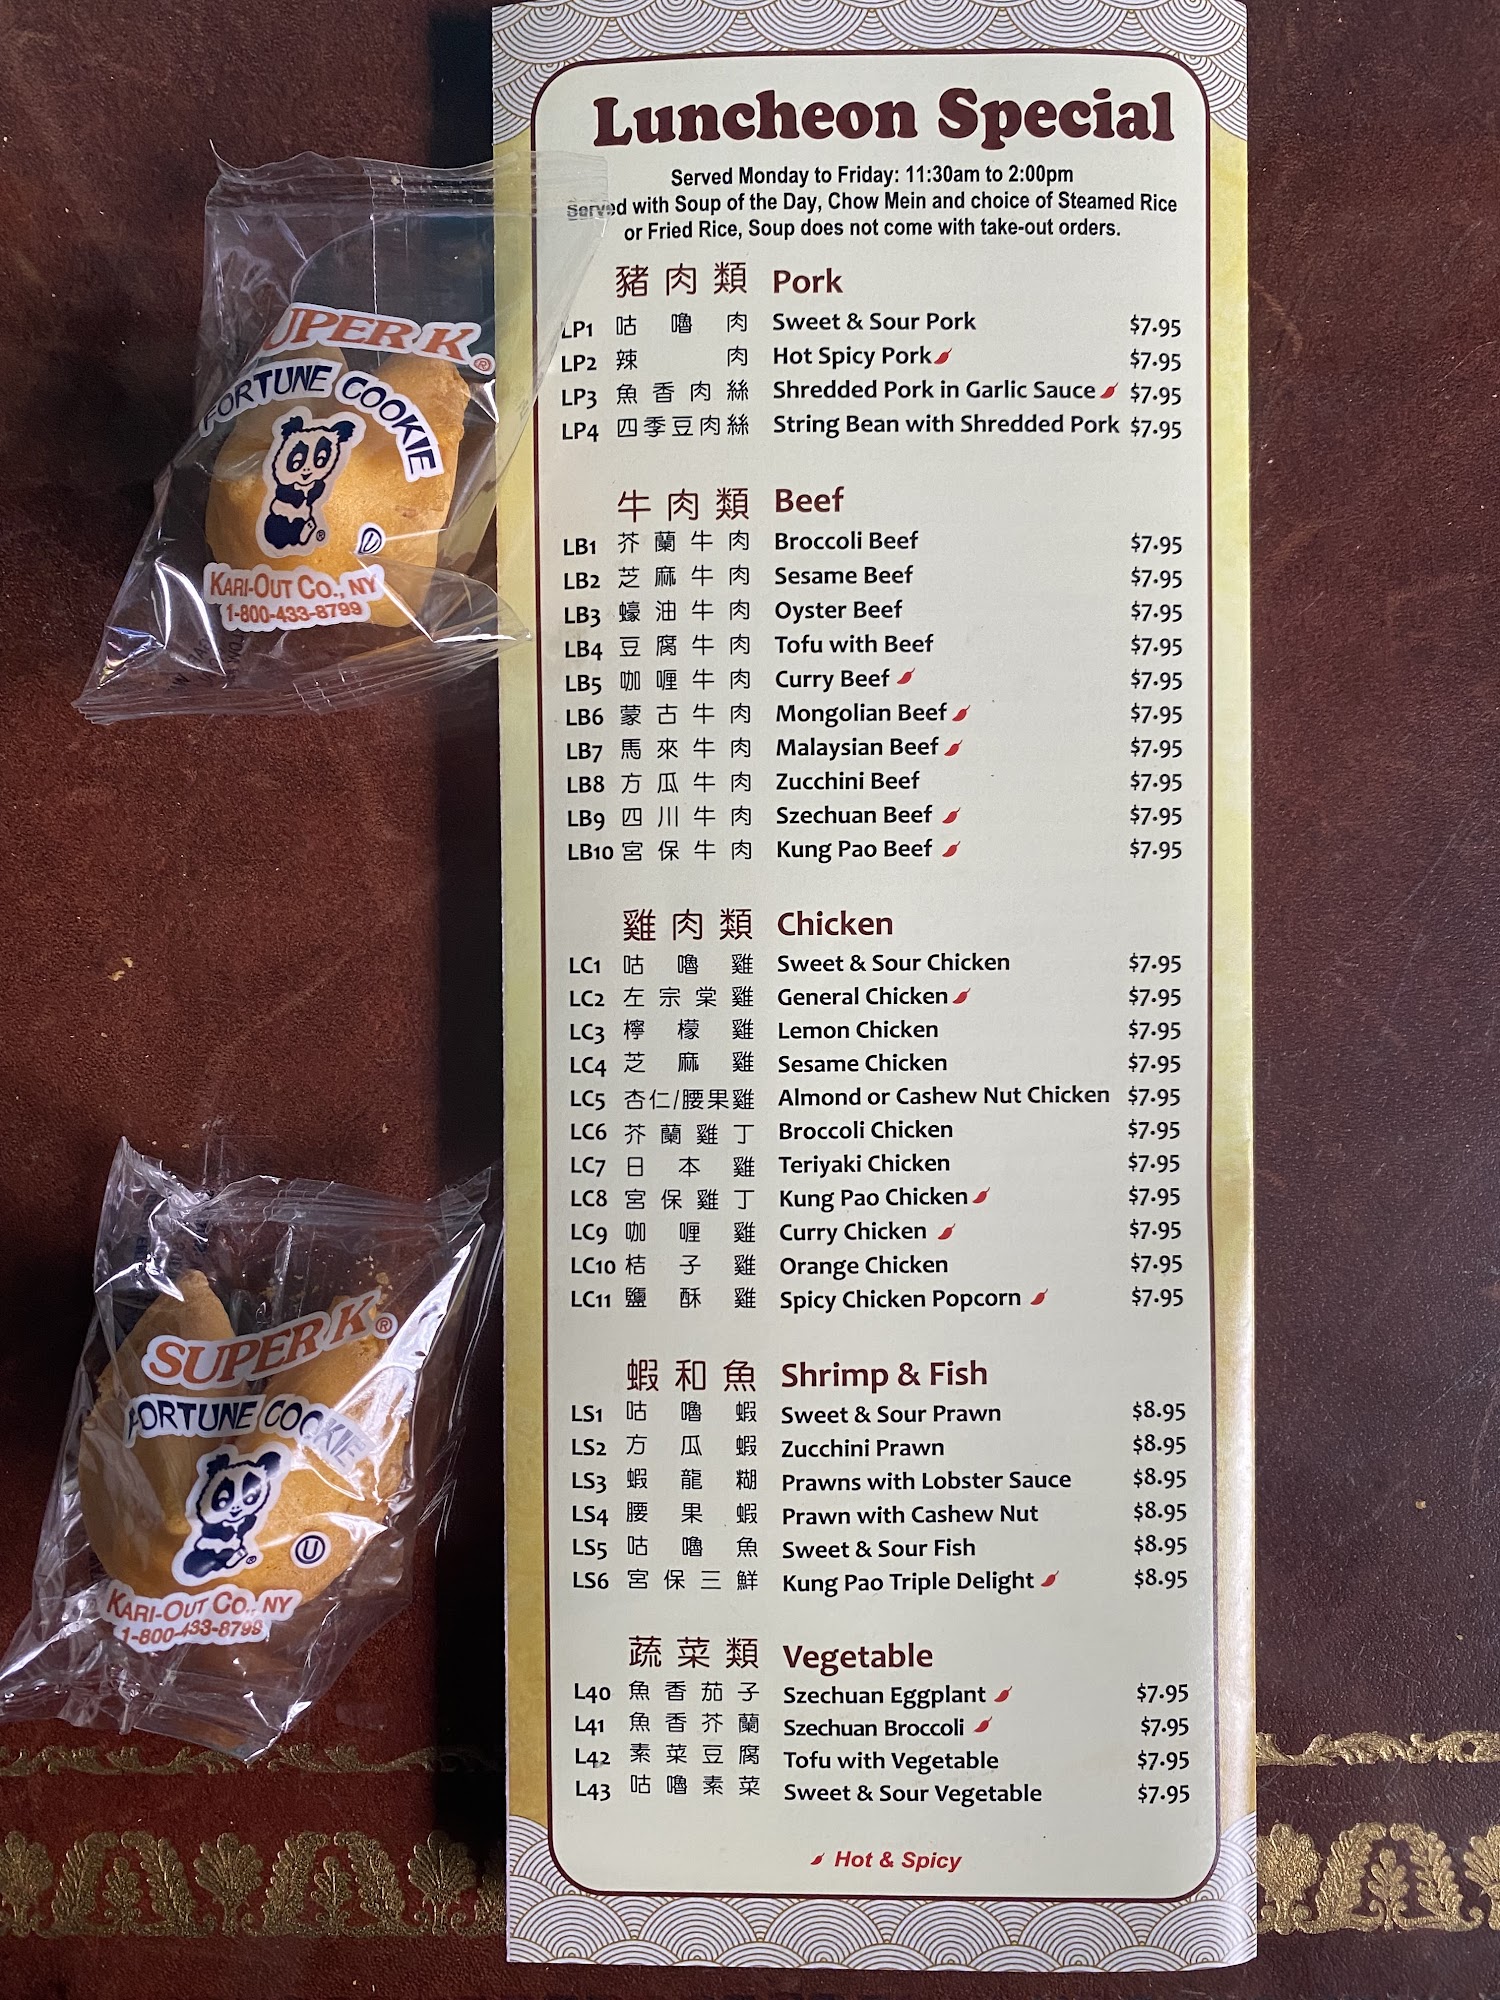 Luncheon Special
Served Monday to Friday: 11:30am to 2:00pm
Served with Soup of the Day, Chow Mein and choice of Steamed Rice
or Fried Rice, Soup does not come with take-out orders.
豬肉類 Pork
LP1 咕嚕肉 Sweet & Sour Pork $7.95
LP2 辣肉 Hot Spicy Pork $7.95
LP3 魚香肉絲 Shredded Pork in Garlic Sauce $7.95
LP4 四季豆肉絲 String Bean with Shredded Pork $7.95
牛肉類 Beef
LB1 芥蘭牛肉 Broccoli Beef $7.95
LB2 芝麻牛肉 Sesame Beef $7.95
LB3 蠔油牛肉 Oyster Beef $7.95
LB4 豆腐牛肉 Tofu with Beef $7.95
LB5 咖喱牛肉 Curry Beef $7.95
LB6 蒙古牛肉 Mongolian Beef $7.95
LB7 馬來牛肉 Malaysian Beef $7.95
LB8 方瓜牛肉 Zucchini Beef $7.95
LB9 四川牛肉 Szechuan Beef $7.95
LB10 宮保牛肉 Kung Pao Beef $7.95
雞肉類 Chicken
LC1 咕嚕雞 Sweet & Sour Chicken $7.95
LC2 左宗棠雞 General Chicken $7.95
LC3 檸檬雞 Lemon Chicken $7.95
LC4 芝麻雞 Sesame Chicken $7.95
LC5 杏仁/腰果雞 Almond or Cashew Nut Chicken $7.95
LC6 芥蘭雞丁 Broccoli Chicken $7.95
LC7 日本雞 Teriyaki Chicken $7.95
LC8 宮保雞丁 Kung Pao Chicken $7.95
LC9 咖喱雞 Curry Chicken $7.95
LC10 桔子雞 Orange Chicken $7.95
LC11 鹽酥雞 Spicy Chicken Popcorn $7.95
蝦和魚 Shrimp & Fish
LS1 咕嚕蝦 Sweet & Sour Prawn $8.95
LS2 方瓜蝦 Zucchini Prawn $8.95
LS3 蝦龍糊 Prawns with Lobster Sauce $8.95
LS4 腰果蝦 Prawn with Cashew Nut $8.95
LS5 咕嚕魚 Sweet & Sour Fish $8.95
LS6 宮保三鮮 Kung Pao Triple Delight $8.95
蔬菜類 Vegetable
L40 魚香茄子 Szechuan Eggplant $7.95
L41 魚香芥蘭 Szechuan Broccoli $7.95
L42 素菜豆腐 Tofu with Vegetable $7.95
L43 咕嚕素菜 Sweet & Sour Vegetable $7.95
Hot & Spicy
SUPER K®
FORTUNE COOKIE
®
U
KARI-OUT CO., NY
1-800-433-8799
SUPER K®
FORTUNE COOKIE
®
U
KARI-OUT CO., NY
1-800-433-8799